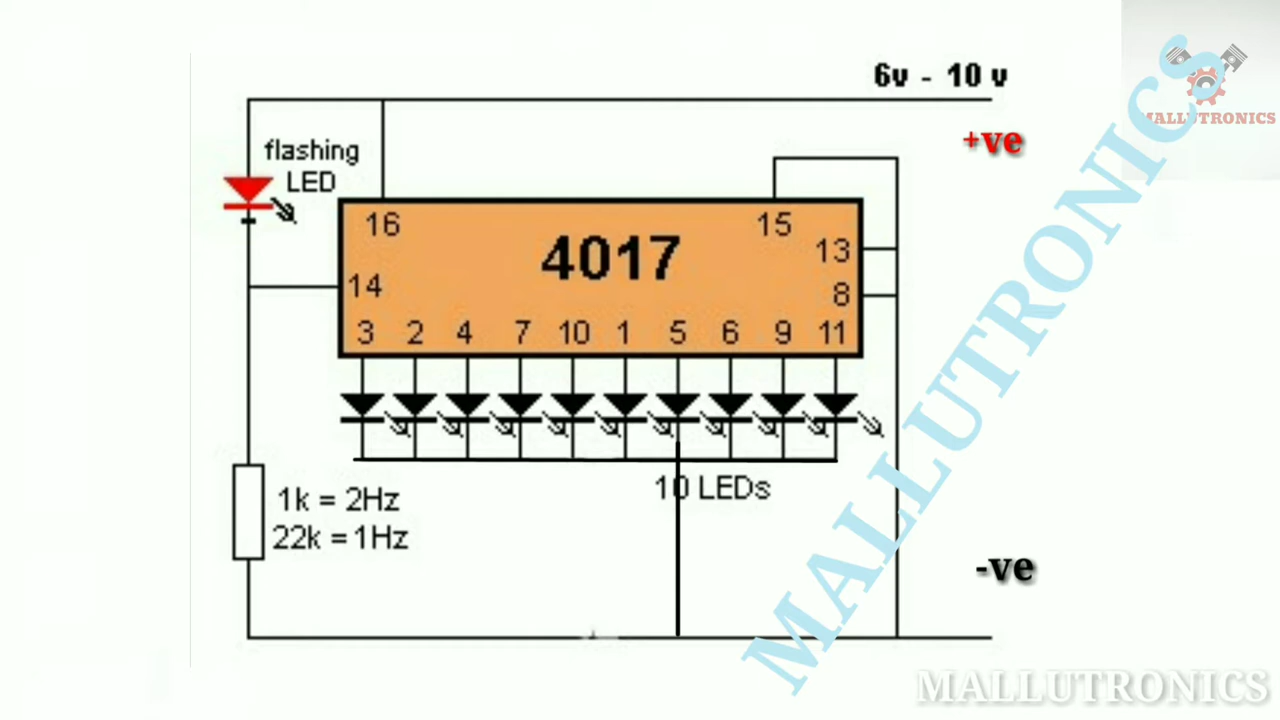 6v - 10 v
MALLUTRONICS
+ve
flashing
LED
16
4017
15
13
14
8
3 2 4 7 10 1 5 6 9 11
10 LEDs
1k = 2Hz
22k = 1Hz
-ve
MALLUTRONICS
MALLUTRONICS